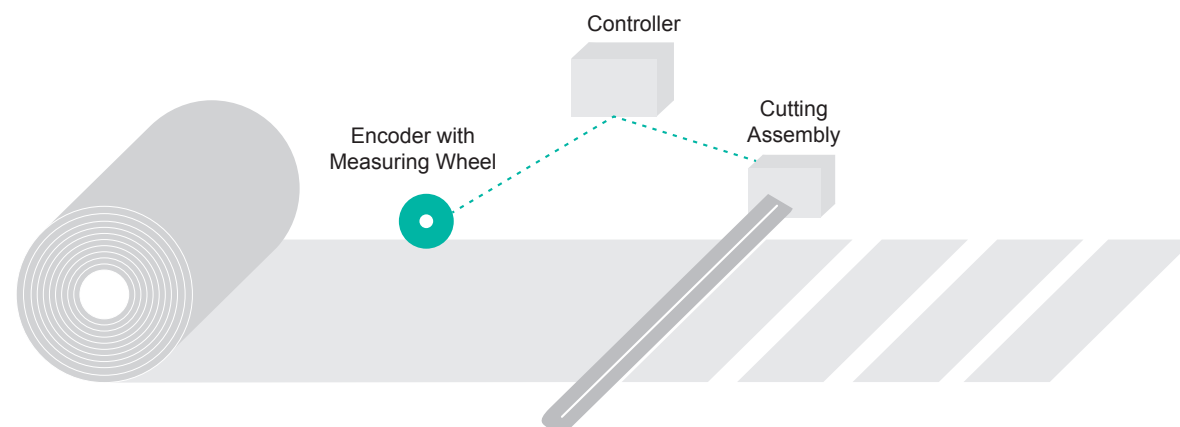 Controller
Cutting
Assembly
Encoder with
Measuring Wheel